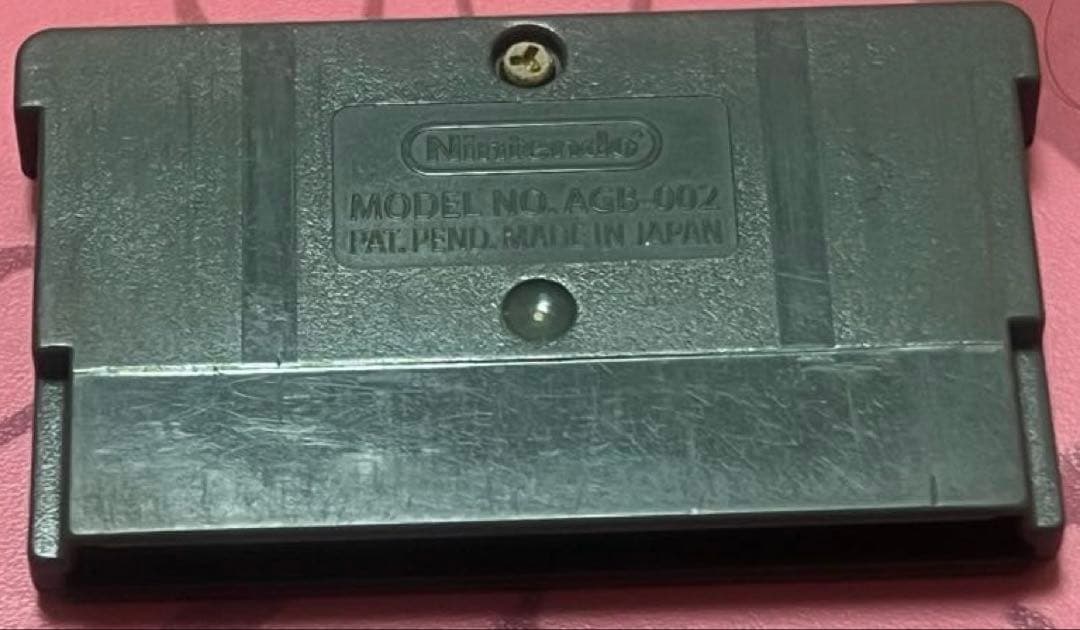 Nintendo
MODEL NO. AGB-002
PAT. PEND. MADE IN JAPAN